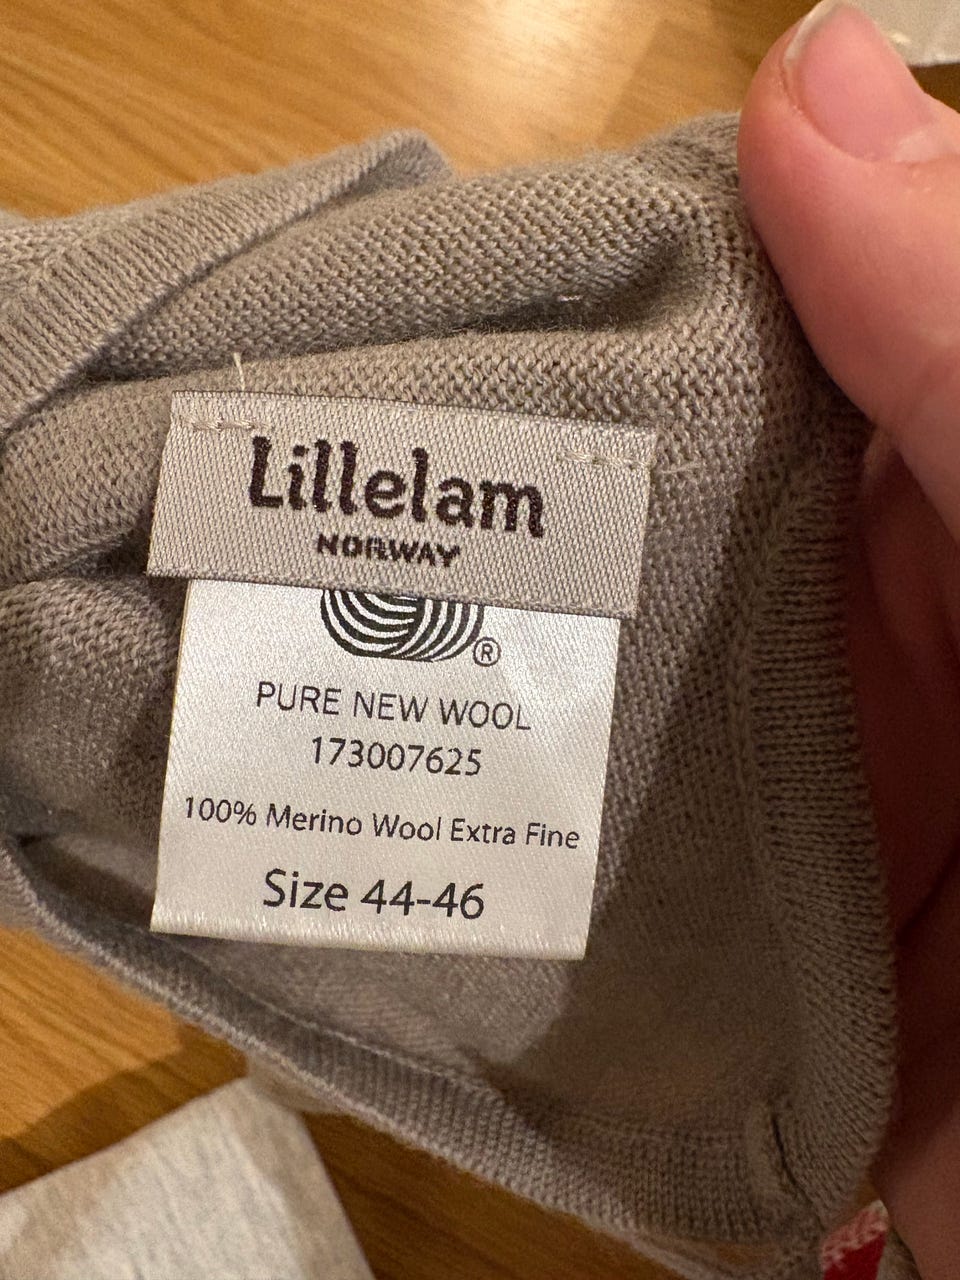 Lillelam
NORWAY
®
PURE NEW WOOL
173007625
100% Merino Wool Extra Fine
Size 44-46